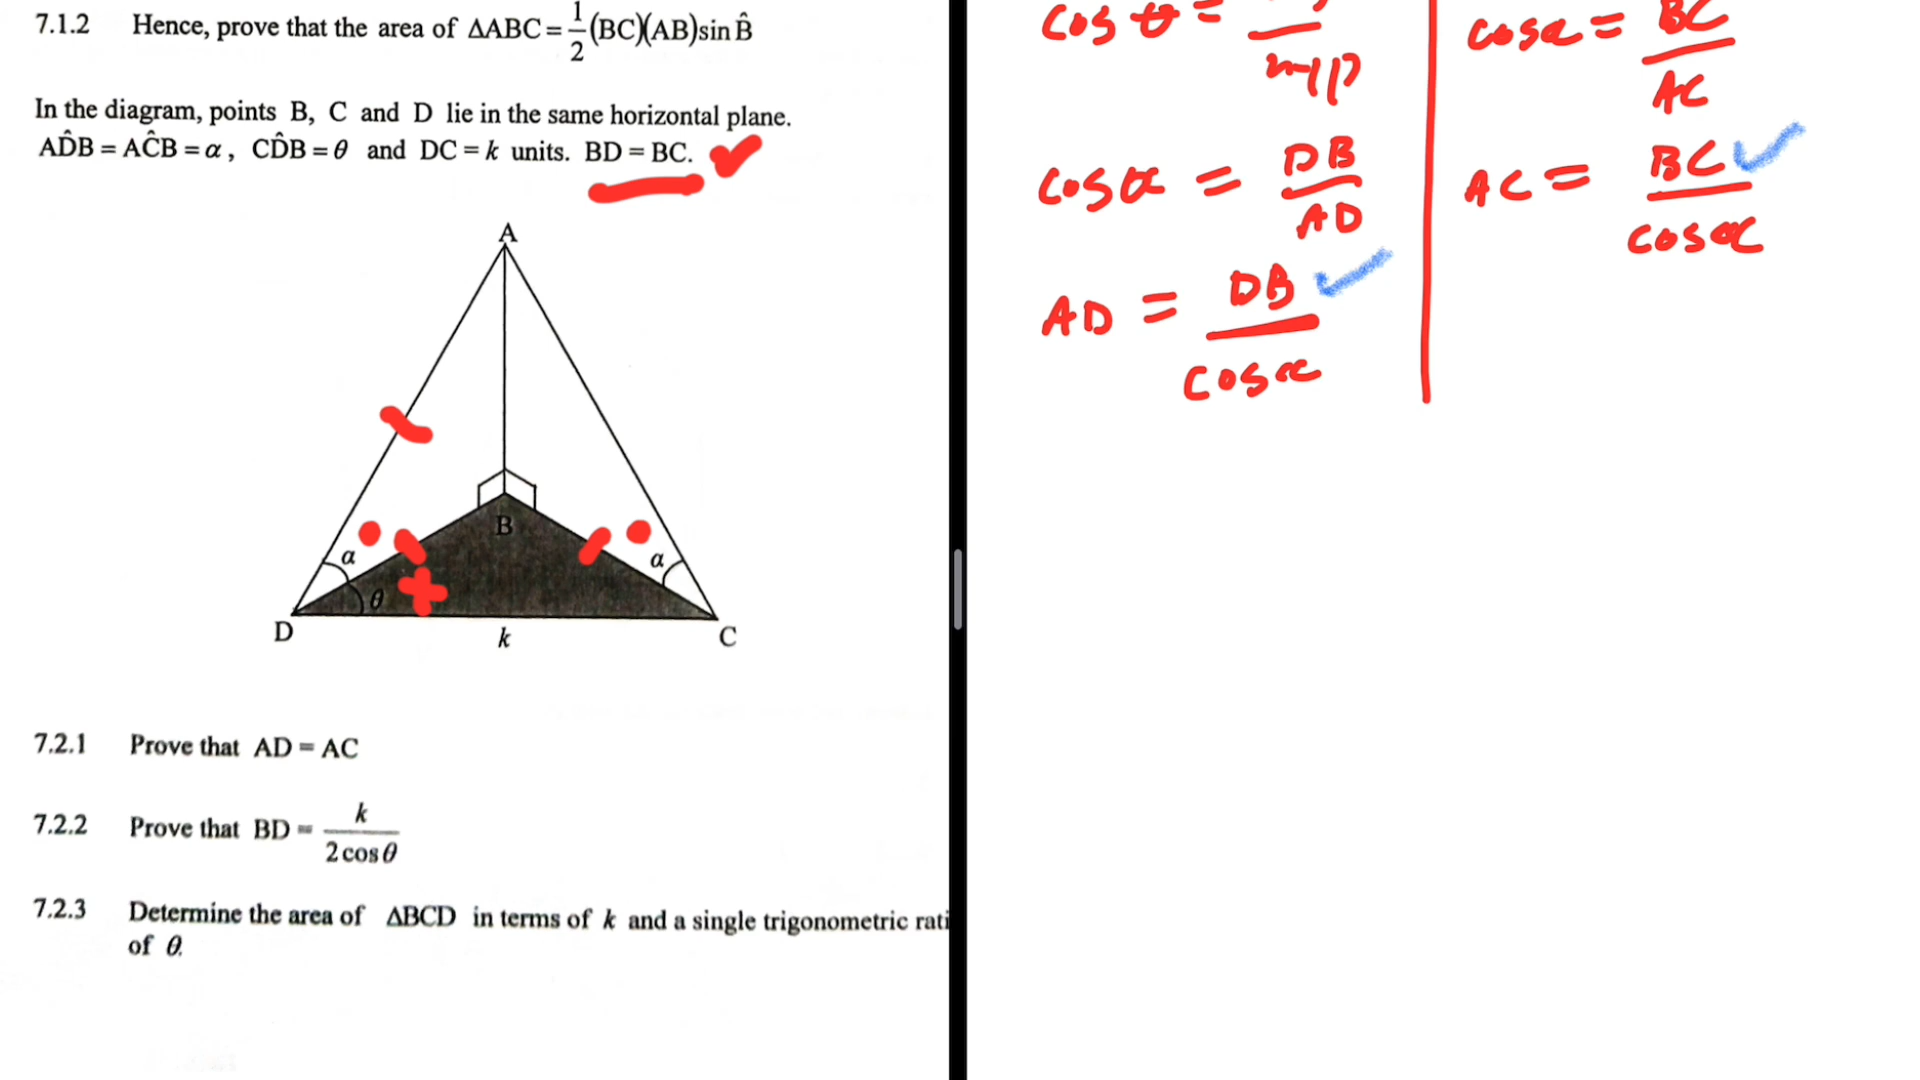 7.1.2 Hence, prove that the area of ΔABC = 1/2 (BC)(AB) sin B̂
In the diagram, points B, C and D lie in the same horizontal plane.
AD̂B = AĈB = α, CD̂B = θ and DC = k units. BD = BC.
A
B
α
α
θ
D
k
C
7.2.1 Prove that AD = AC
7.2.2 Prove that BD = k / 2 cos θ
7.2.3 Determine the area of ΔBCD in terms of k and a single trigonometric rati
of θ.
cos θ =
hyp
cos α = DB / AD
AD = DB / cos α
cos α = BC / AC
AC = BC / cos α